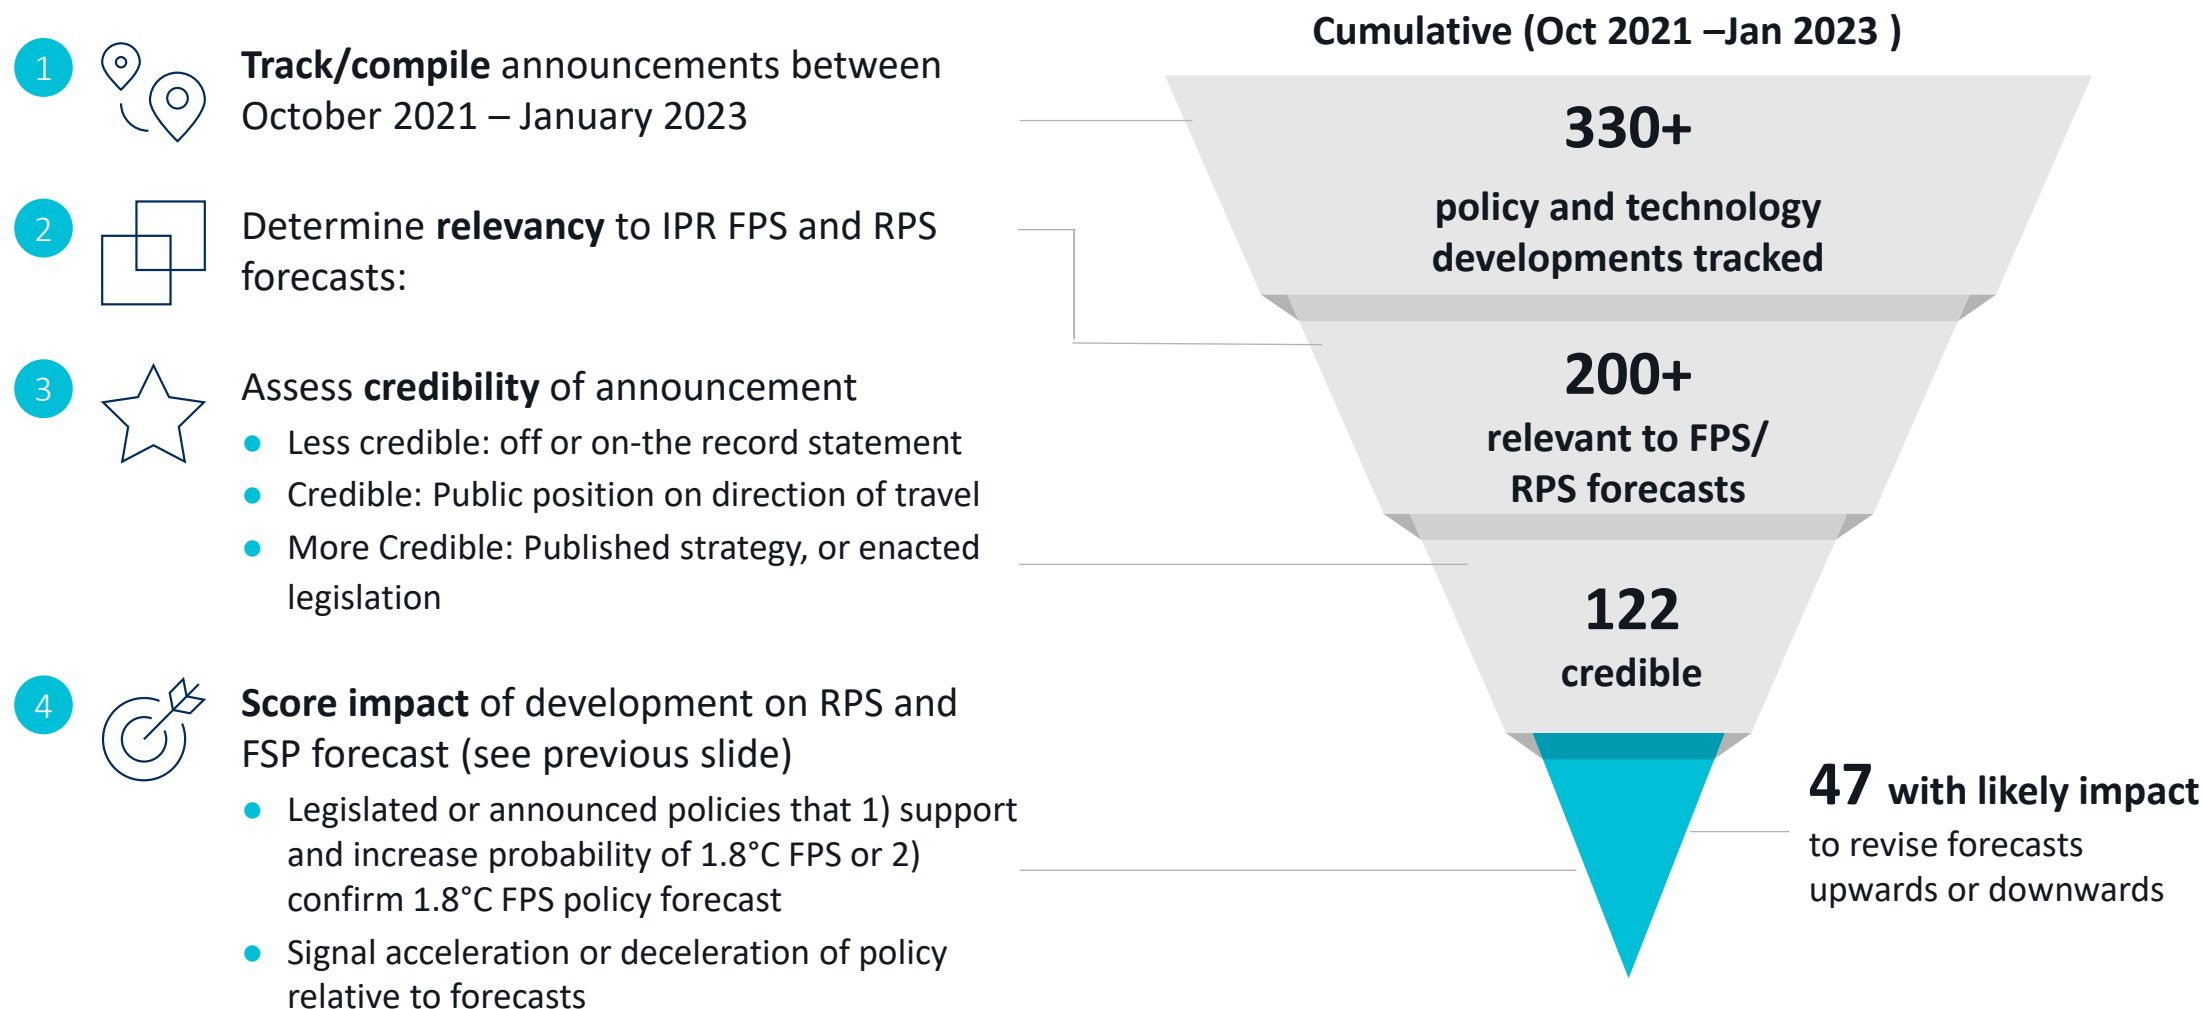 1
Track/compile announcements between
October 2021 – January 2023
2
Determine relevancy to IPR FPS and RPS
forecasts:
3
Assess credibility of announcement
● Less credible: off or on-the record statement
● Credible: Public position on direction of travel
● More Credible: Published strategy, or enacted
legislation
4
Score impact of development on RPS and
FSP forecast (see previous slide)
● Legislated or announced policies that 1) support
and increase probability of 1.8°C FPS or 2)
confirm 1.8°C FPS policy forecast
● Signal acceleration or deceleration of policy
relative to forecasts
Cumulative (Oct 2021 –Jan 2023 )
330+
policy and technology
developments tracked
200+
relevant to FPS/
RPS forecasts
122
credible
47 with likely impact
to revise forecasts
upwards or downwards